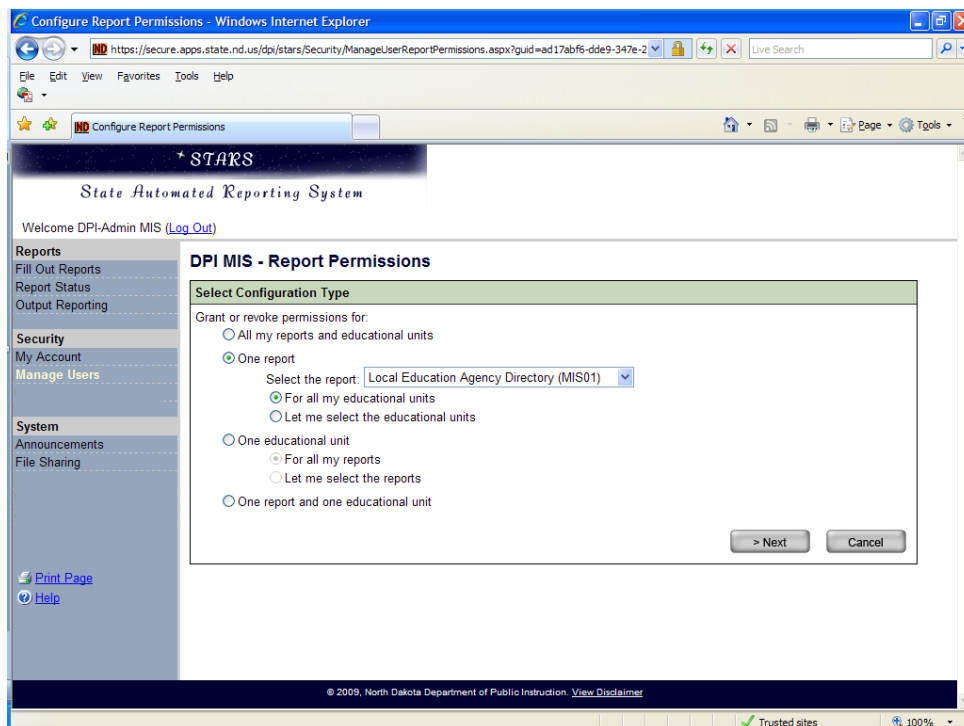 Configure Report Permissions - Windows Internet Explorer
ND https://secure.apps.state.nd.us/dpi/stars/Security/ManageUserReportPermissions.aspx?guid=ad17abf6-dde9-347e-2 Live Search
File Edit View Favorites Tools Help
ND Configure Report Permissions Page Tools
STARS
State Automated Reporting System
Welcome DPI-Admin MIS (Log Out)
Reports
Fill Out Reports
Report Status
Output Reporting
Security
My Account
Manage Users
System
Announcements
File Sharing
Print Page
Help
DPI MIS - Report Permissions
Select Configuration Type
Grant or revoke permissions for:
All my reports and educational units
One report
Select the report: Local Education Agency Directory (MIS01)
For all my educational units
Let me select the educational units
One educational unit
For all my reports
Let me select the reports
One report and one educational unit
> Next Cancel
© 2009, North Dakota Department of Public Instruction. View Disclaimer
Trusted sites 100%